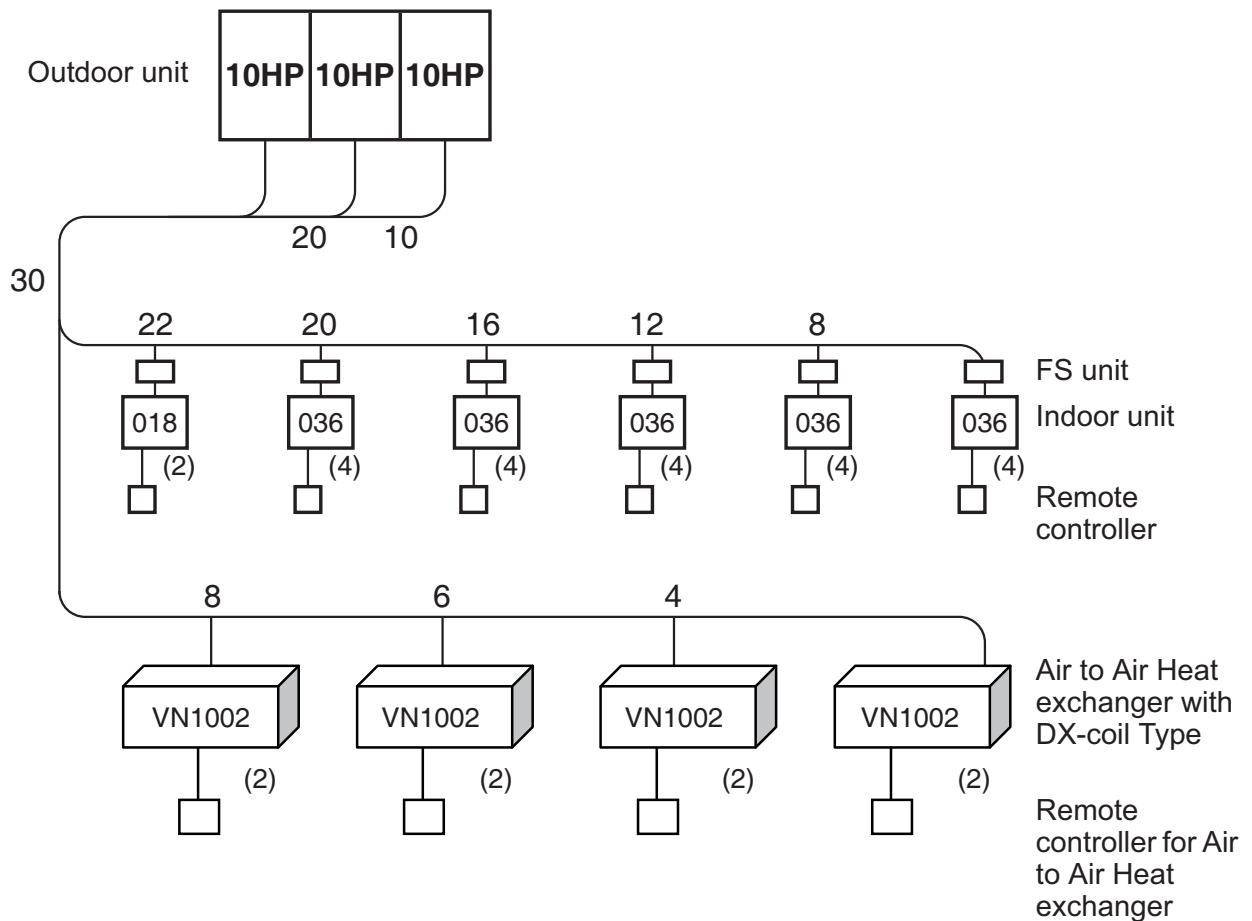 Outdoor unit
10HP 10HP 10HP
20 10
30
22 20 16 12 8
FS unit
018 036 036 036 036 036
Indoor unit
(2) (4) (4) (4) (4) (4)
Remote
controller
8 6 4
Air to Air Heat
exchanger with
DX-coil Type
VN1002 VN1002 VN1002 VN1002
(2) (2) (2) (2)
Remote
controller for Air
to Air Heat
exchanger